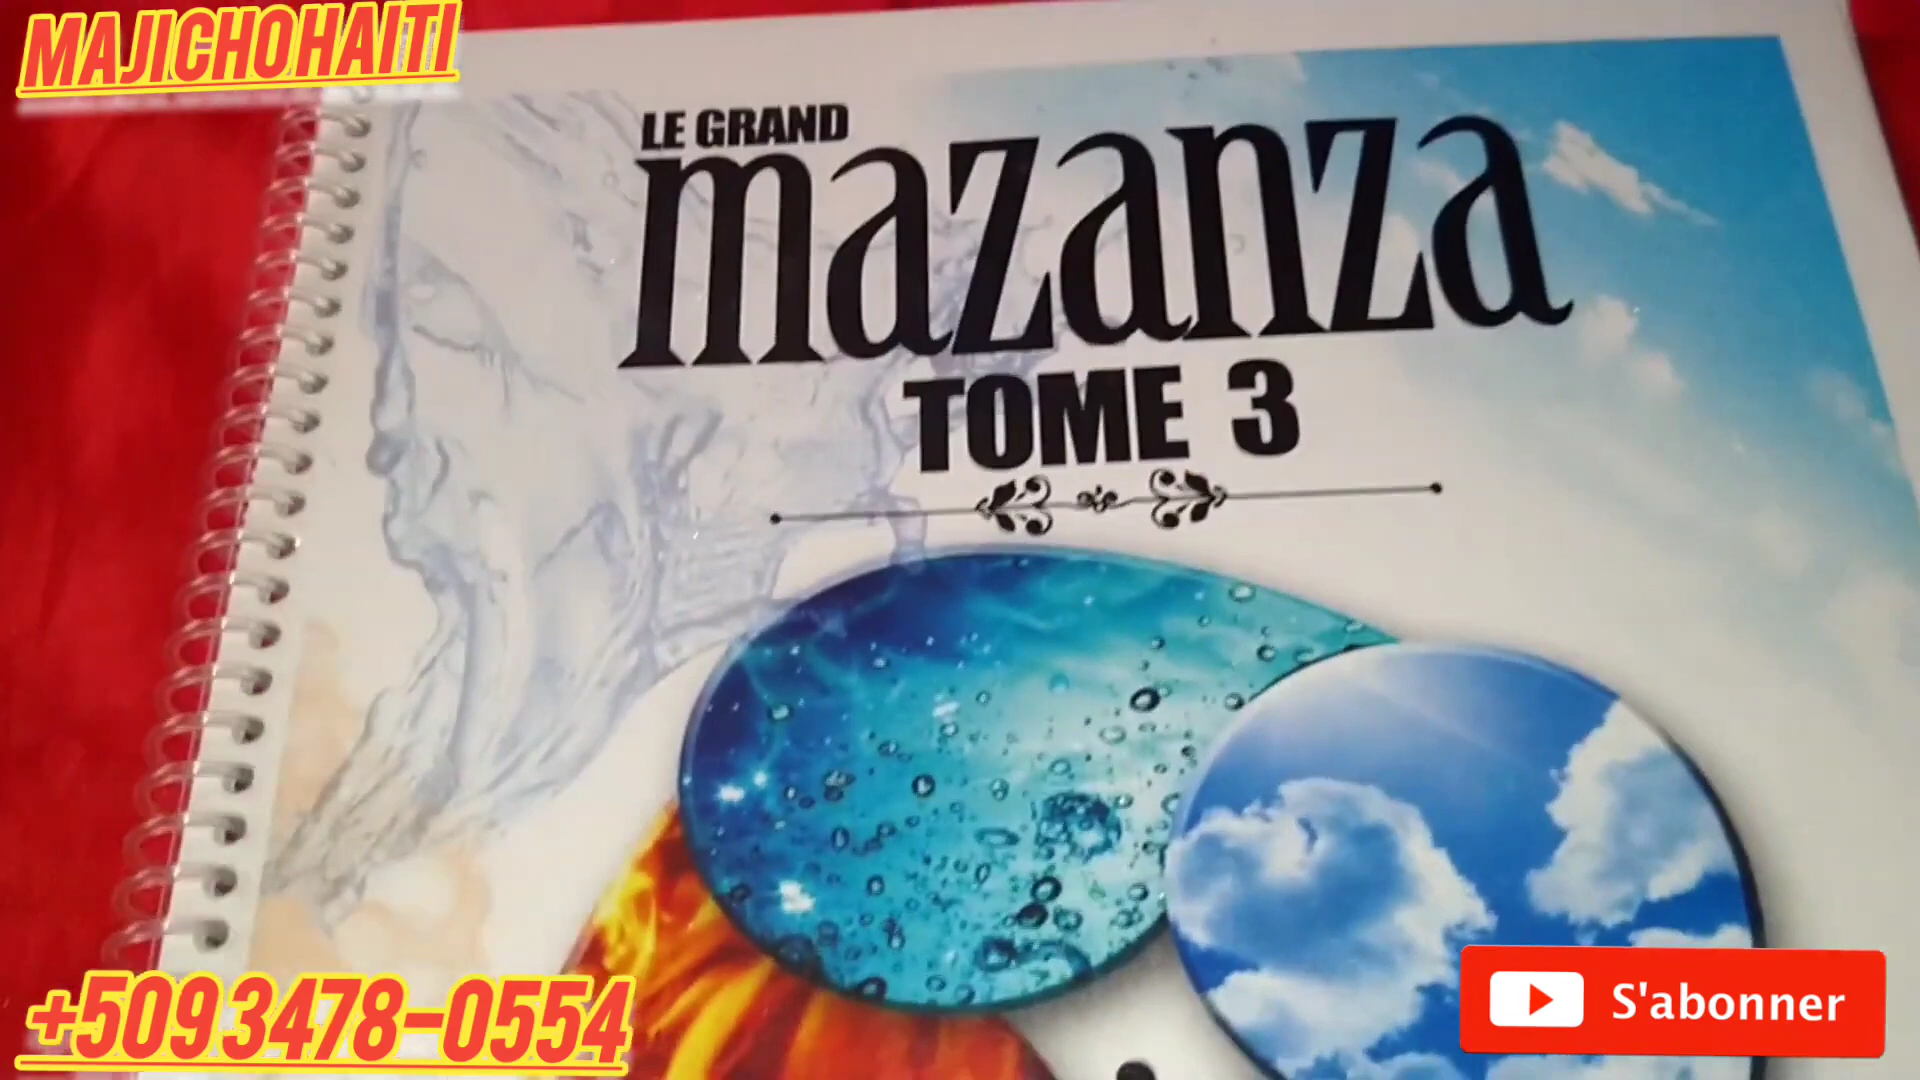 MAJICHOHAITI
LE GRAND
mazanza
TOME 3
+509 3478-0554
S'abonner